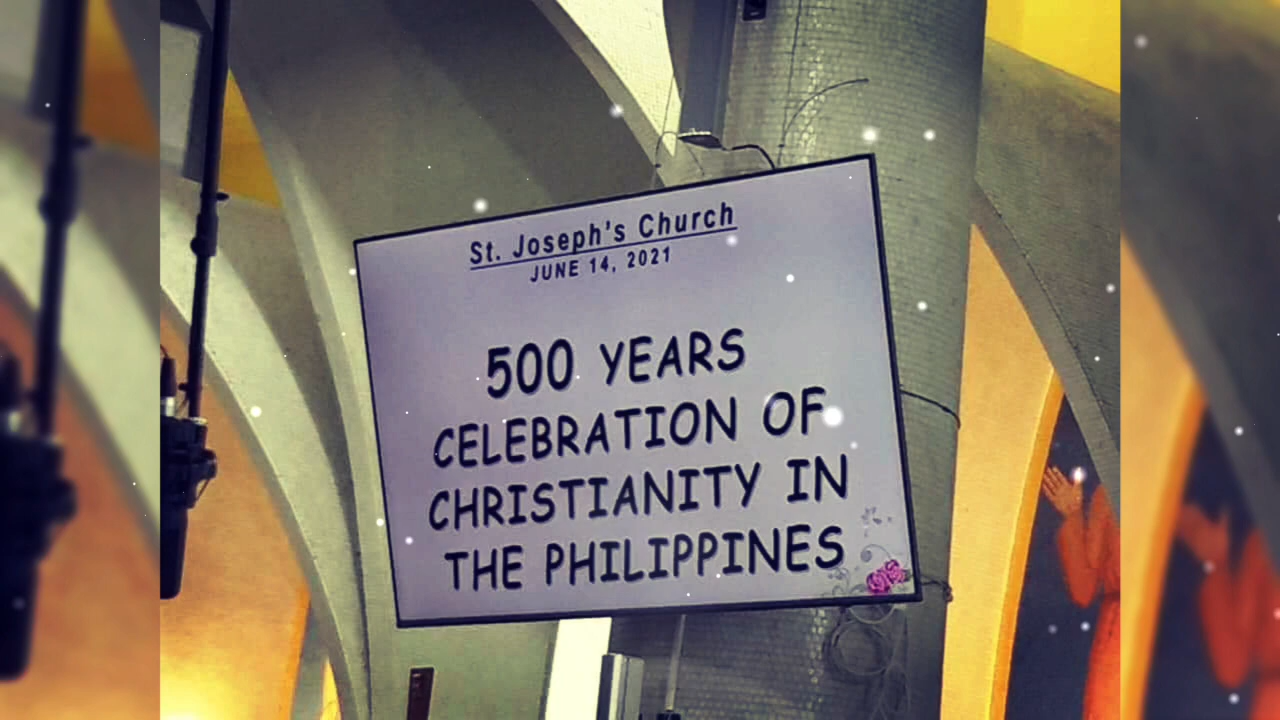 St. Joseph's Church
JUNE 14, 2021
500 YEARS
CELEBRATION OF
CHRISTIANITY IN
THE PHILIPPINES